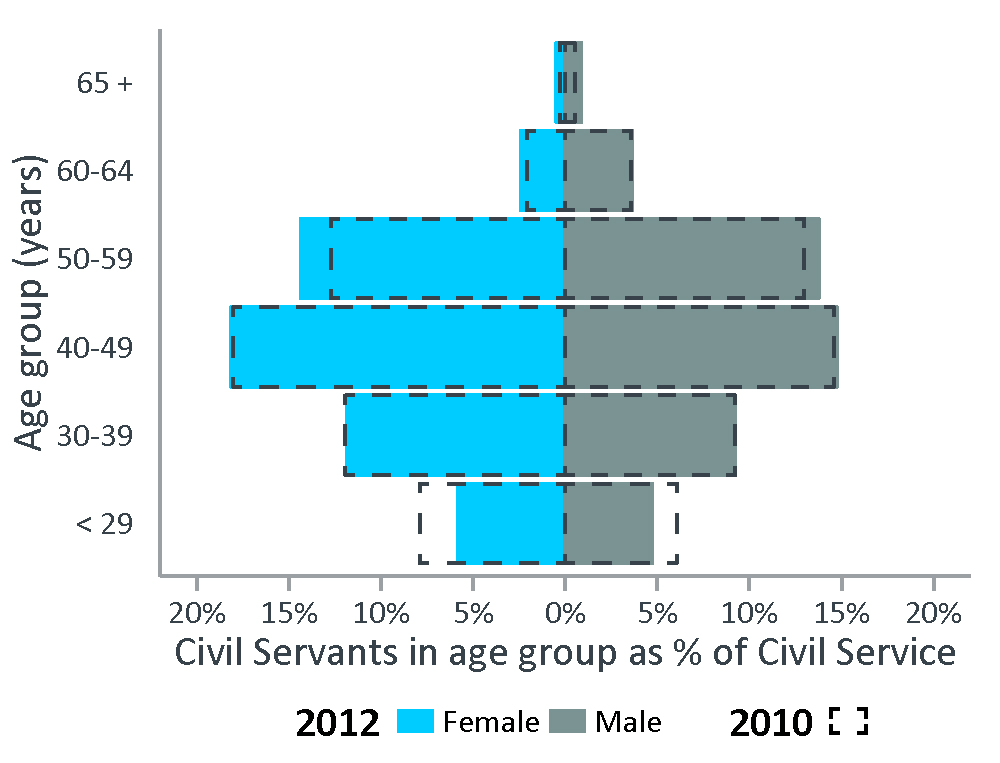 Age group (years)
65 +
60-64
50-59
40-49
30-39
< 29
20% 15% 10% 5% 0% 5% 10% 15% 20%
Civil Servants in age group as % of Civil Service
2012 Female Male 2010